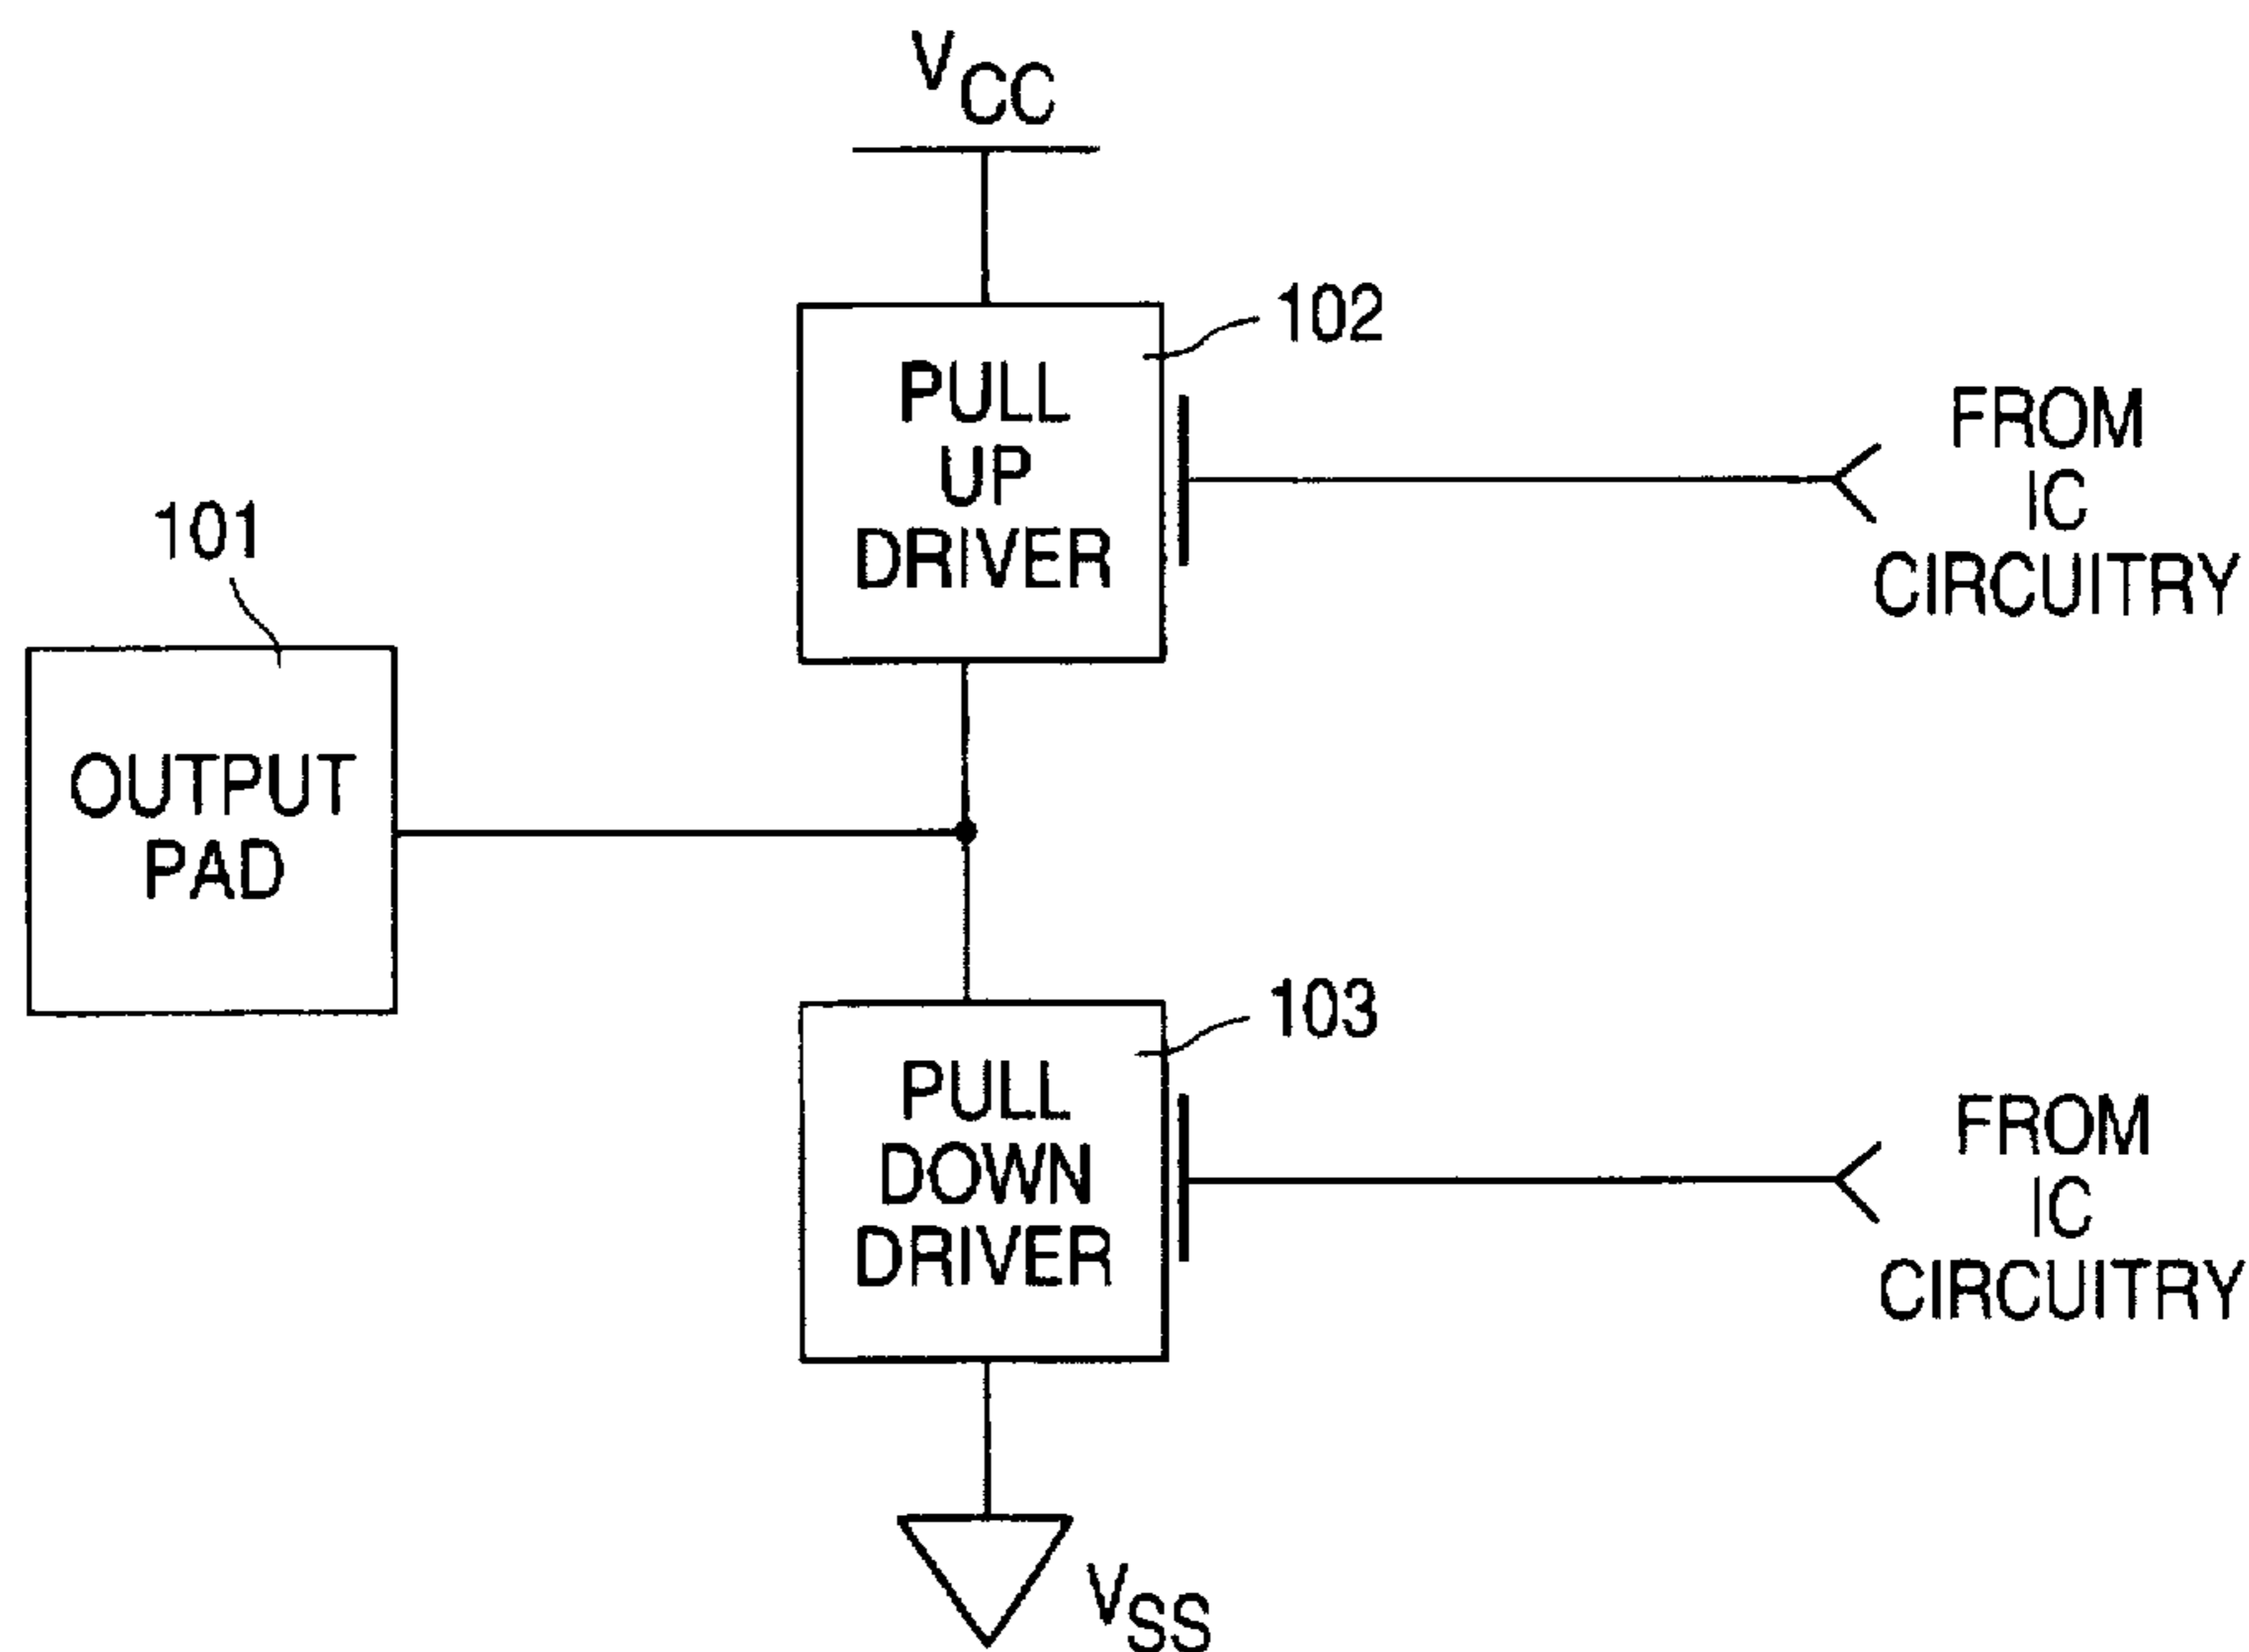 VCC
102
PULL
UP
DRIVER
FROM
IC
CIRCUITRY
101
OUTPUT
PAD
103
PULL
DOWN
DRIVER
FROM
IC
CIRCUITRY
VSS